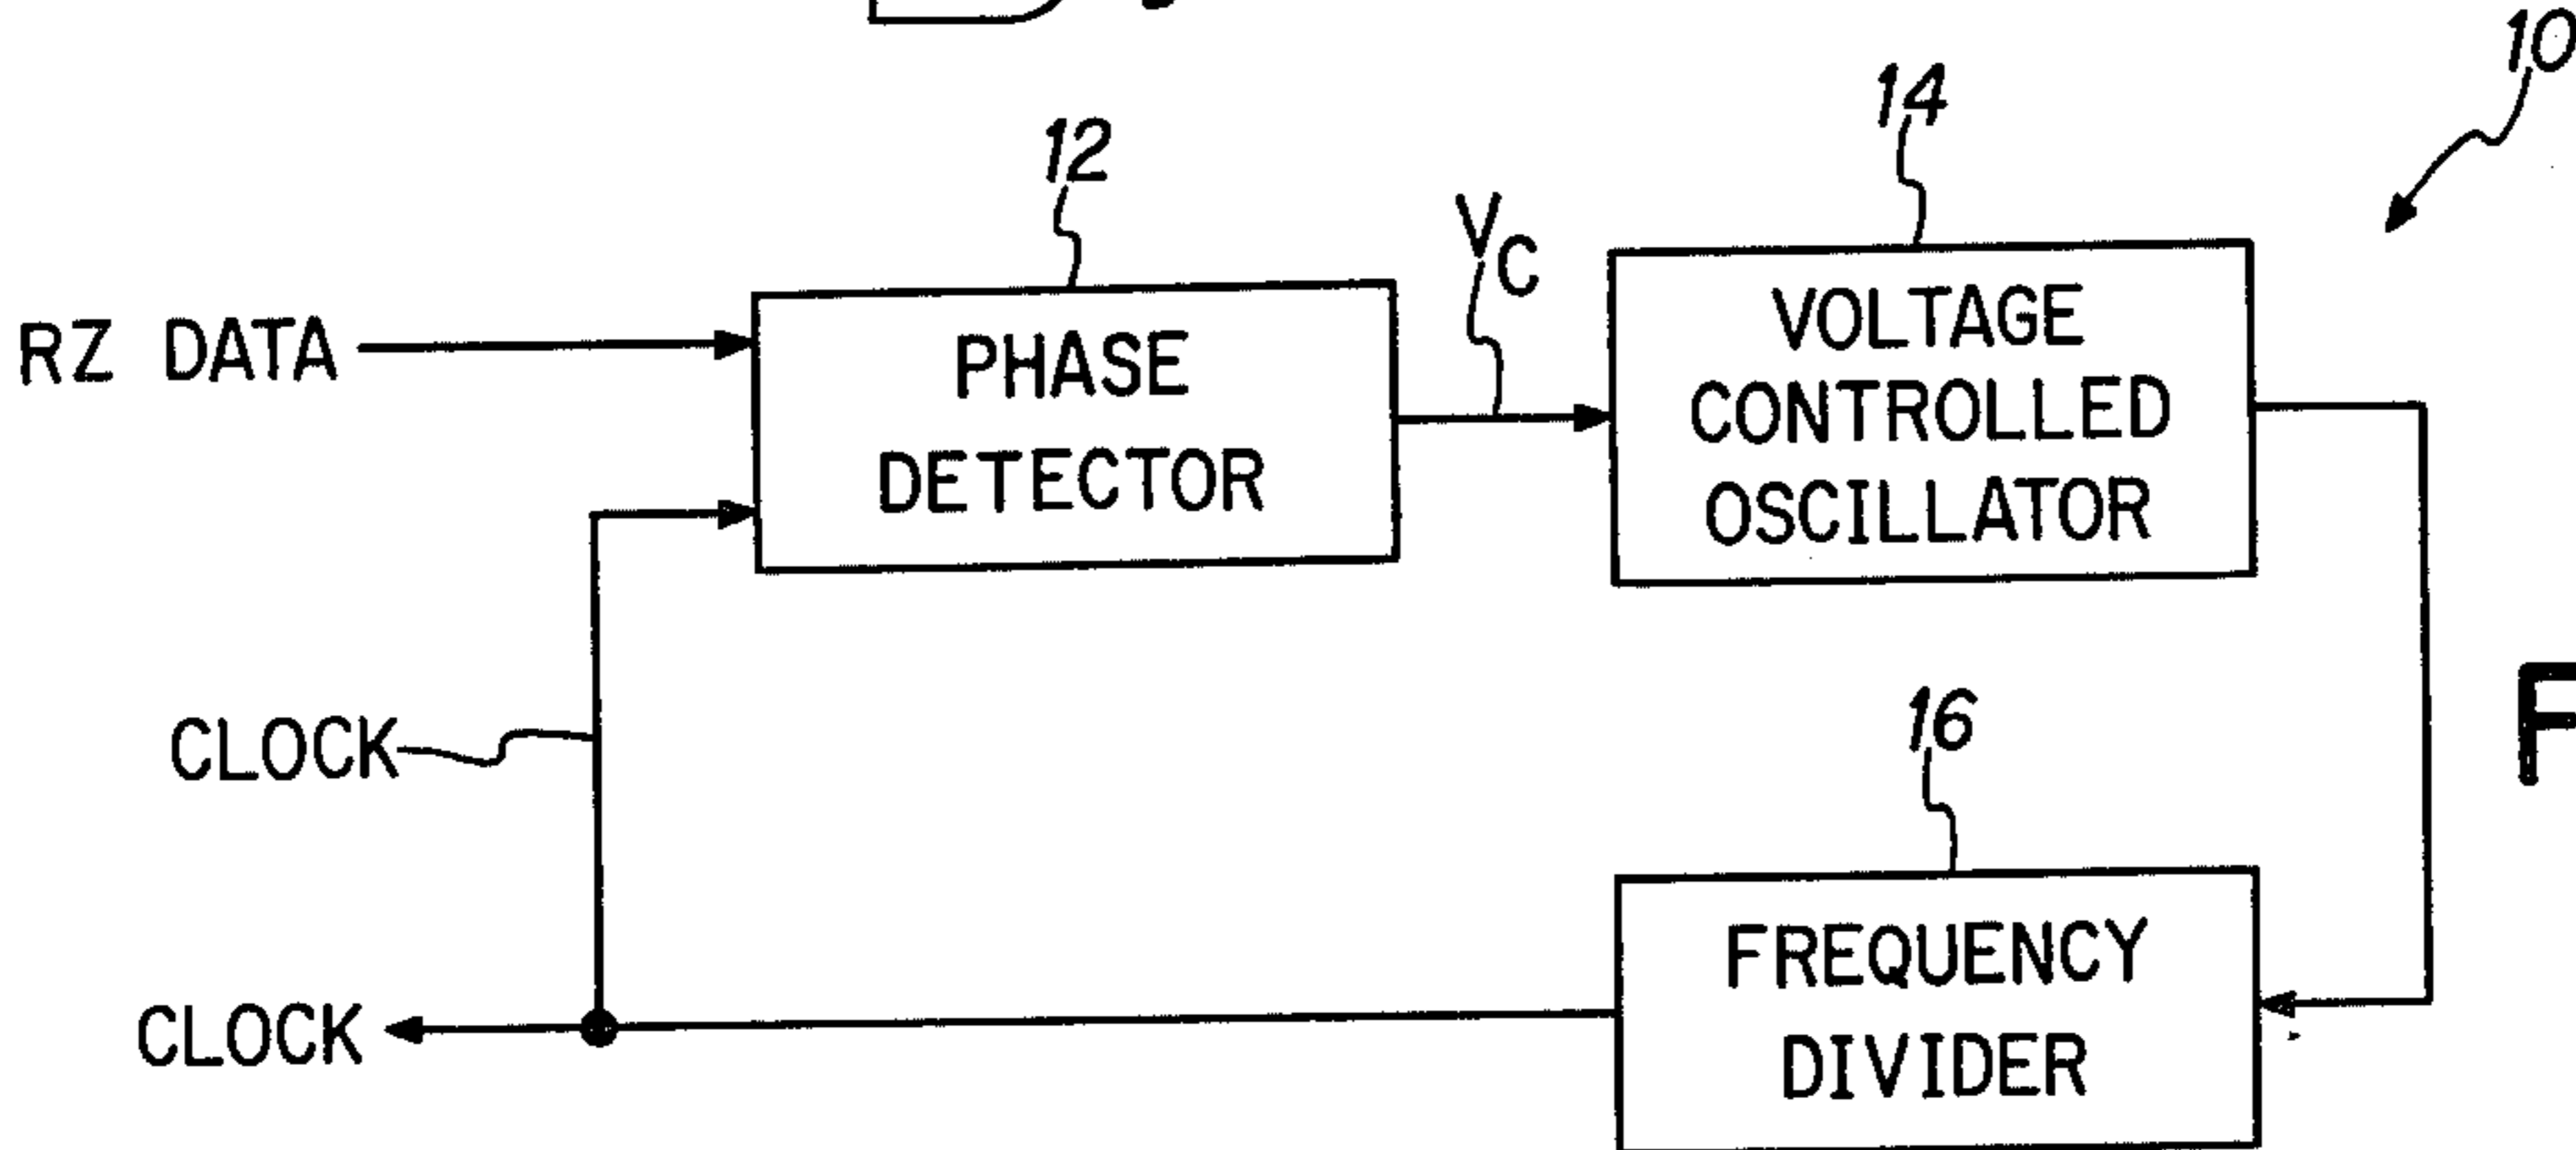 10
14
12
V_C
RZ DATA
PHASE
DETECTOR
VOLTAGE
CONTROLLED
OSCILLATOR
CLOCK
16
F
FREQUENCY
DIVIDER
CLOCK